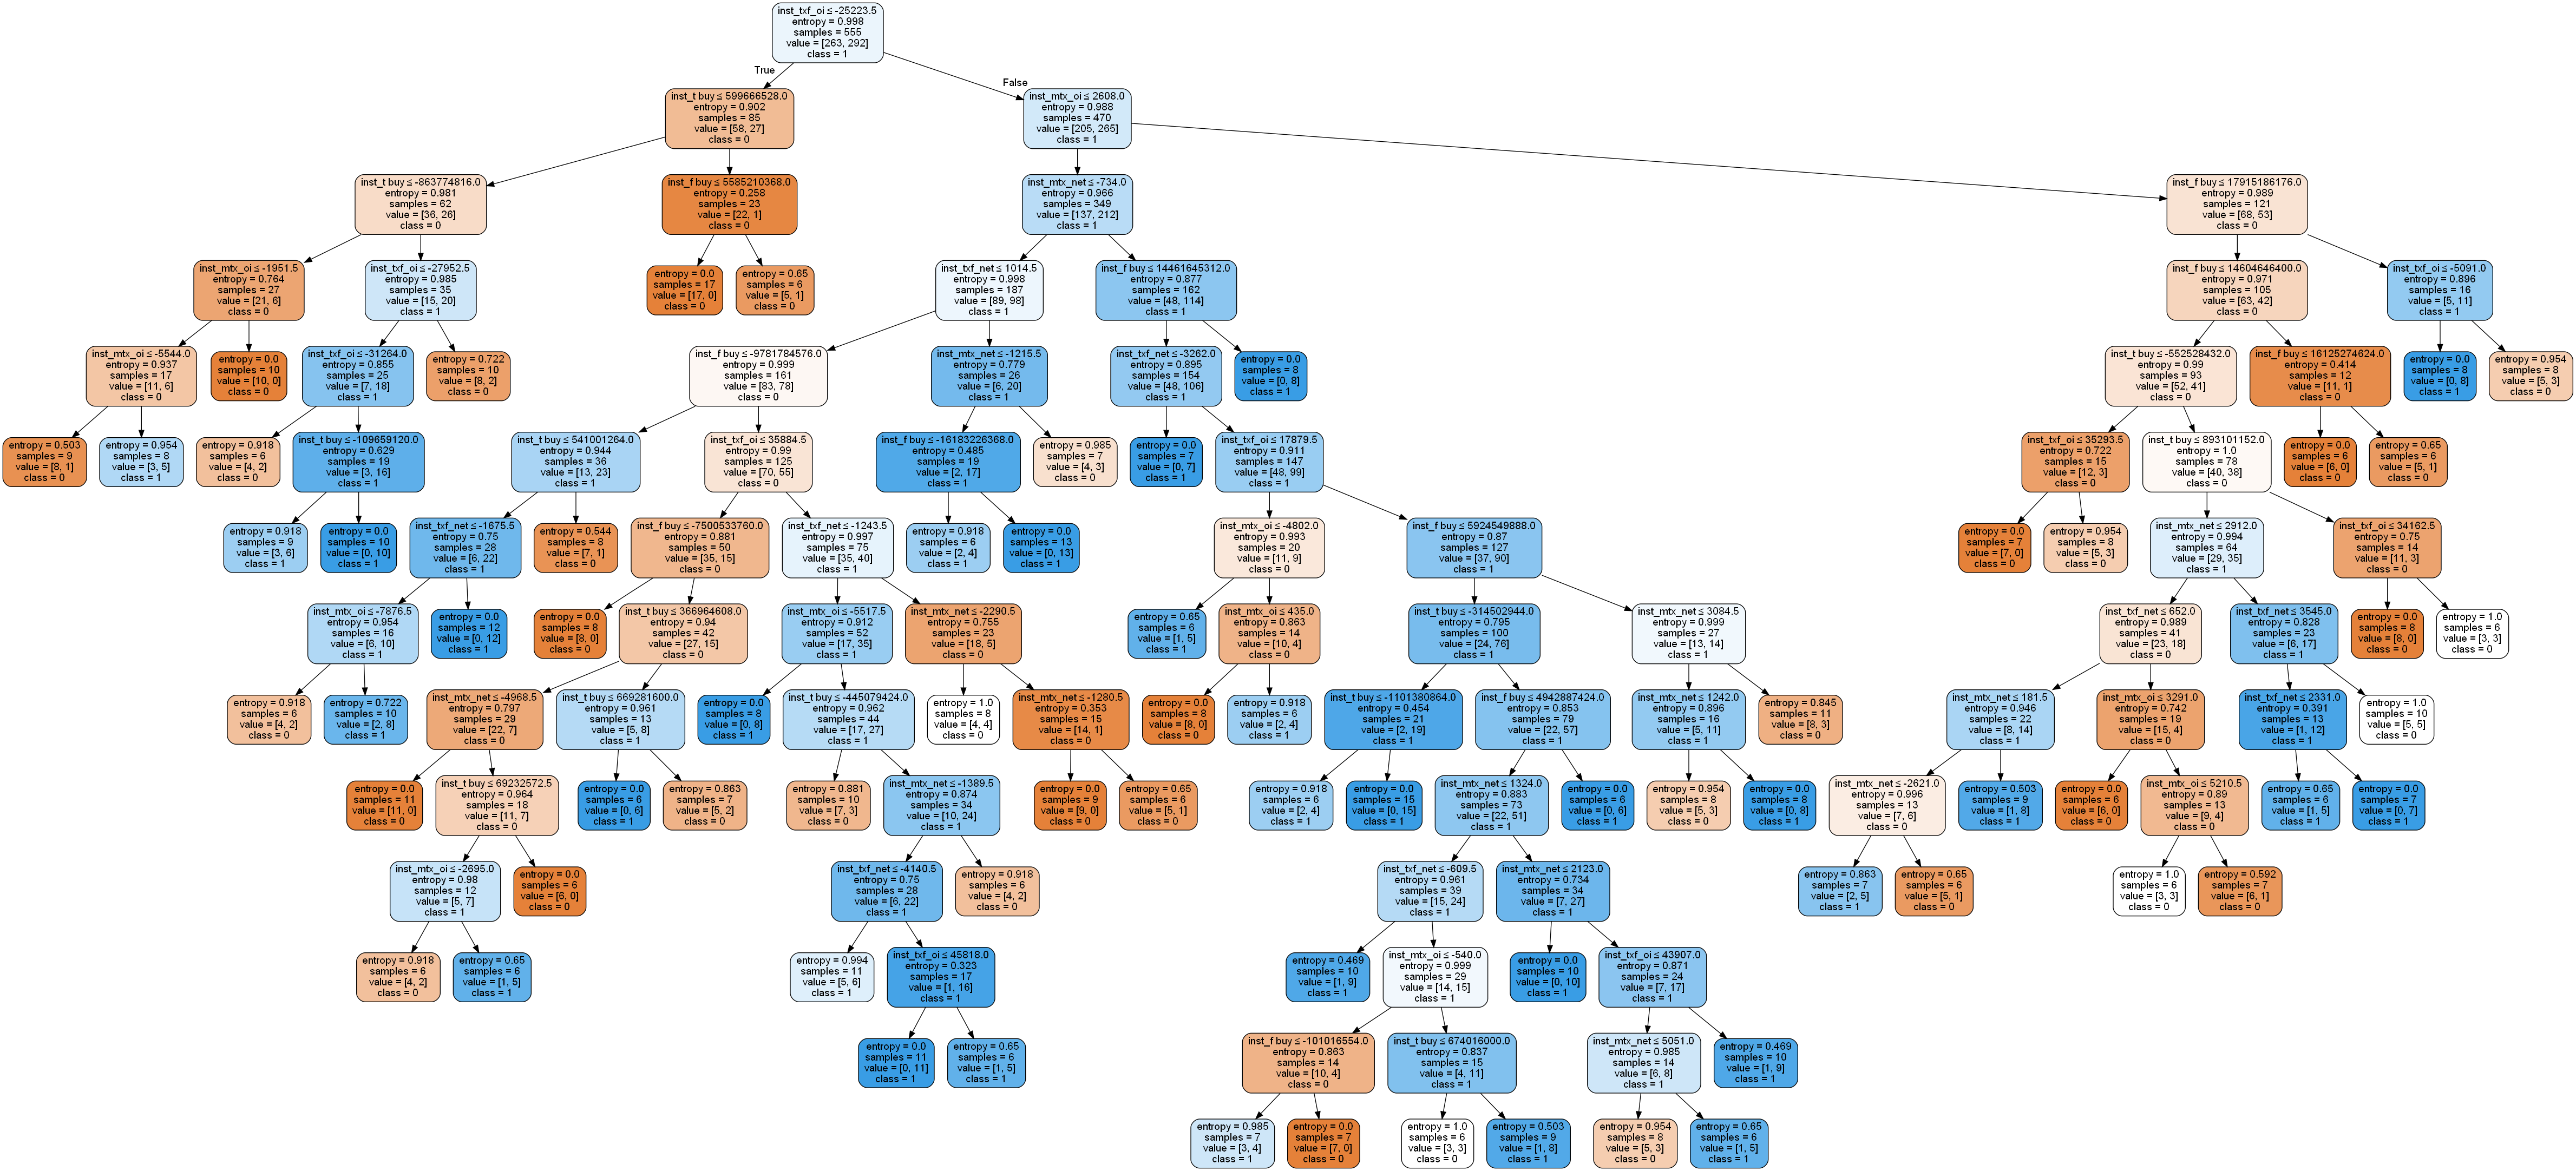 inst_txf_oi ≤ -25223.5
entropy = 0.998
samples = 555
value = [263, 292]
class = 1
True
False
inst_t buy ≤ 599666528.0
entropy = 0.902
samples = 85
value = [58, 27]
class = 0
inst_mtx_oi ≤ 2608.0
entropy = 0.988
samples = 470
value = [205, 265]
class = 1
inst_t buy ≤ -863774816.0
entropy = 0.981
samples = 62
value = [36, 26]
class = 0
inst_f buy ≤ 5585210368.0
entropy = 0.258
samples = 23
value = [22, 1]
class = 0
inst_mtx_net ≤ -734.0
entropy = 0.966
samples = 349
value = [137, 212]
class = 1
inst_f buy ≤ 17915186176.0
entropy = 0.989
samples = 121
value = [68, 53]
class = 0
inst_mtx_oi ≤ -1951.5
entropy = 0.764
samples = 27
value = [21, 6]
class = 0
inst_txf_oi ≤ -27952.5
entropy = 0.985
samples = 35
value = [15, 20]
class = 1
entropy = 0.0
samples = 17
value = [17, 0]
class = 0
entropy = 0.65
samples = 6
value = [5, 1]
class = 0
inst_txf_net ≤ 1014.5
entropy = 0.998
samples = 187
value = [89, 98]
class = 1
inst_f buy ≤ 14461645312.0
entropy = 0.877
samples = 162
value = [48, 114]
class = 1
inst_f buy ≤ 14604646400.0
entropy = 0.971
samples = 105
value = [63, 42]
class = 0
inst_txf_oi ≤ -5091.0
entropy = 0.896
samples = 16
value = [5, 11]
class = 1
inst_mtx_oi ≤ -5544.0
entropy = 0.937
samples = 17
value = [11, 6]
class = 0
entropy = 0.0
samples = 10
value = [10, 0]
class = 0
inst_txf_oi ≤ -31264.0
entropy = 0.855
samples = 25
value = [7, 18]
class = 1
entropy = 0.722
samples = 10
value = [8, 2]
class = 0
inst_f buy ≤ -9781784576.0
entropy = 0.999
samples = 161
value = [83, 78]
class = 0
inst_mtx_net ≤ -1215.5
entropy = 0.779
samples = 26
value = [6, 20]
class = 1
inst_txf_net ≤ -3262.0
entropy = 0.895
samples = 154
value = [48, 106]
class = 1
entropy = 0.0
samples = 8
value = [0, 8]
class = 1
inst_t buy ≤ -552528432.0
entropy = 0.99
samples = 93
value = [52, 41]
class = 0
inst_f buy ≤ 16125274624.0
entropy = 0.414
samples = 12
value = [11, 1]
class = 0
entropy = 0.0
samples = 8
value = [0, 8]
class = 1
entropy = 0.954
samples = 8
value = [5, 3]
class = 0
entropy = 0.503
samples = 9
value = [8, 1]
class = 0
entropy = 0.954
samples = 8
value = [3, 5]
class = 1
entropy = 0.918
samples = 6
value = [4, 2]
class = 0
inst_t buy ≤ -109659120.0
entropy = 0.629
samples = 19
value = [3, 16]
class = 1
inst_t buy ≤ 541001264.0
entropy = 0.944
samples = 36
value = [13, 23]
class = 1
inst_txf_oi ≤ 35884.5
entropy = 0.99
samples = 125
value = [70, 55]
class = 0
inst_f buy ≤ -16183226368.0
entropy = 0.485
samples = 19
value = [2, 17]
class = 1
entropy = 0.985
samples = 7
value = [4, 3]
class = 0
entropy = 0.0
samples = 7
value = [0, 7]
class = 1
inst_txf_oi ≤ 17879.5
entropy = 0.911
samples = 147
value = [48, 99]
class = 1
inst_txf_oi ≤ 35293.5
entropy = 0.722
samples = 15
value = [12, 3]
class = 0
inst_t buy ≤ 893101152.0
entropy = 1.0
samples = 78
value = [40, 38]
class = 0
entropy = 0.0
samples = 6
value = [6, 0]
class = 0
entropy = 0.65
samples = 6
value = [5, 1]
class = 0
entropy = 0.918
samples = 9
value = [3, 6]
class = 1
entropy = 0.0
samples = 10
value = [0, 10]
class = 1
inst_txf_net ≤ -1675.5
entropy = 0.75
samples = 28
value = [6, 22]
class = 1
entropy = 0.544
samples = 8
value = [7, 1]
class = 0
inst_f buy ≤ -7500533760.0
entropy = 0.881
samples = 50
value = [35, 15]
class = 0
inst_txf_net ≤ -1243.5
entropy = 0.997
samples = 75
value = [35, 40]
class = 1
entropy = 0.918
samples = 6
value = [2, 4]
class = 1
entropy = 0.0
samples = 13
value = [0, 13]
class = 1
inst_mtx_oi ≤ -4802.0
entropy = 0.993
samples = 20
value = [11, 9]
class = 0
inst_f buy ≤ 5924549888.0
entropy = 0.87
samples = 127
value = [37, 90]
class = 1
entropy = 0.0
samples = 7
value = [7, 0]
class = 0
entropy = 0.954
samples = 8
value = [5, 3]
class = 0
inst_mtx_net ≤ 2912.0
entropy = 0.994
samples = 64
value = [29, 35]
class = 1
inst_txf_oi ≤ 34162.5
entropy = 0.75
samples = 14
value = [11, 3]
class = 0
inst_mtx_oi ≤ -7876.5
entropy = 0.954
samples = 16
value = [6, 10]
class = 1
entropy = 0.0
samples = 12
value = [0, 12]
class = 1
entropy = 0.0
samples = 8
value = [8, 0]
class = 0
inst_t buy ≤ 366964608.0
entropy = 0.94
samples = 42
value = [27, 15]
class = 0
inst_mtx_oi ≤ -5517.5
entropy = 0.912
samples = 52
value = [17, 35]
class = 1
inst_mtx_net ≤ -2290.5
entropy = 0.755
samples = 23
value = [18, 5]
class = 0
entropy = 0.65
samples = 6
value = [1, 5]
class = 1
inst_mtx_oi ≤ 435.0
entropy = 0.863
samples = 14
value = [10, 4]
class = 0
inst_t buy ≤ -314502944.0
entropy = 0.795
samples = 100
value = [24, 76]
class = 1
inst_mtx_net ≤ 3084.5
entropy = 0.999
samples = 27
value = [13, 14]
class = 1
inst_txf_net ≤ 652.0
entropy = 0.989
samples = 41
value = [23, 18]
class = 0
inst_txf_net ≤ 3545.0
entropy = 0.828
samples = 23
value = [6, 17]
class = 1
entropy = 0.0
samples = 8
value = [8, 0]
class = 0
entropy = 1.0
samples = 6
value = [3, 3]
class = 0
entropy = 0.918
samples = 6
value = [4, 2]
class = 0
entropy = 0.722
samples = 10
value = [2, 8]
class = 1
inst_mtx_net ≤ -4968.5
entropy = 0.797
samples = 29
value = [22, 7]
class = 0
inst_t buy ≤ 669281600.0
entropy = 0.961
samples = 13
value = [5, 8]
class = 1
entropy = 0.0
samples = 8
value = [0, 8]
class = 1
inst_t buy ≤ -445079424.0
entropy = 0.962
samples = 44
value = [17, 27]
class = 1
entropy = 1.0
samples = 8
value = [4, 4]
class = 0
inst_mtx_net ≤ -1280.5
entropy = 0.353
samples = 15
value = [14, 1]
class = 0
entropy = 0.0
samples = 8
value = [8, 0]
class = 0
entropy = 0.918
samples = 6
value = [2, 4]
class = 1
inst_t buy ≤ -1101380864.0
entropy = 0.454
samples = 21
value = [2, 19]
class = 1
inst_f buy ≤ 4942887424.0
entropy = 0.853
samples = 79
value = [22, 57]
class = 1
inst_mtx_net ≤ 1242.0
entropy = 0.896
samples = 16
value = [5, 11]
class = 1
entropy = 0.845
samples = 11
value = [8, 3]
class = 0
inst_mtx_net ≤ 181.5
entropy = 0.946
samples = 22
value = [8, 14]
class = 1
inst_mtx_oi ≤ 3291.0
entropy = 0.742
samples = 19
value = [15, 4]
class = 0
inst_txf_net ≤ 2331.0
entropy = 0.391
samples = 13
value = [1, 12]
class = 1
entropy = 1.0
samples = 10
value = [5, 5]
class = 0
entropy = 0.0
samples = 11
value = [11, 0]
class = 0
inst_t buy ≤ 69232572.5
entropy = 0.964
samples = 18
value = [11, 7]
class = 0
entropy = 0.0
samples = 6
value = [0, 6]
class = 1
entropy = 0.863
samples = 7
value = [5, 2]
class = 0
entropy = 0.881
samples = 10
value = [7, 3]
class = 0
inst_mtx_net ≤ -1389.5
entropy = 0.874
samples = 34
value = [10, 24]
class = 1
entropy = 0.0
samples = 9
value = [9, 0]
class = 0
entropy = 0.65
samples = 6
value = [5, 1]
class = 0
entropy = 0.918
samples = 6
value = [2, 4]
class = 1
entropy = 0.0
samples = 15
value = [0, 15]
class = 1
inst_mtx_net ≤ 1324.0
entropy = 0.883
samples = 73
value = [22, 51]
class = 1
entropy = 0.0
samples = 6
value = [0, 6]
class = 1
entropy = 0.954
samples = 8
value = [5, 3]
class = 0
entropy = 0.0
samples = 8
value = [0, 8]
class = 1
inst_mtx_net ≤ -2621.0
entropy = 0.996
samples = 13
value = [7, 6]
class = 0
entropy = 0.503
samples = 9
value = [1, 8]
class = 1
entropy = 0.0
samples = 6
value = [6, 0]
class = 0
inst_mtx_oi ≤ 5210.5
entropy = 0.89
samples = 13
value = [9, 4]
class = 0
entropy = 0.65
samples = 6
value = [1, 5]
class = 1
entropy = 0.0
samples = 7
value = [0, 7]
class = 1
inst_mtx_oi ≤ -2695.0
entropy = 0.98
samples = 12
value = [5, 7]
class = 1
entropy = 0.0
samples = 6
value = [6, 0]
class = 0
inst_txf_net ≤ -4140.5
entropy = 0.75
samples = 28
value = [6, 22]
class = 1
entropy = 0.918
samples = 6
value = [4, 2]
class = 0
inst_txf_net ≤ -609.5
entropy = 0.961
samples = 39
value = [15, 24]
class = 1
inst_mtx_net ≤ 2123.0
entropy = 0.734
samples = 34
value = [7, 27]
class = 1
entropy = 0.863
samples = 7
value = [2, 5]
class = 1
entropy = 0.65
samples = 6
value = [5, 1]
class = 0
entropy = 1.0
samples = 6
value = [3, 3]
class = 0
entropy = 0.592
samples = 7
value = [6, 1]
class = 0
entropy = 0.918
samples = 6
value = [4, 2]
class = 0
entropy = 0.65
samples = 6
value = [1, 5]
class = 1
entropy = 0.994
samples = 11
value = [5, 6]
class = 1
inst_txf_oi ≤ 45818.0
entropy = 0.323
samples = 17
value = [1, 16]
class = 1
entropy = 0.469
samples = 10
value = [1, 9]
class = 1
inst_mtx_oi ≤ -540.0
entropy = 0.999
samples = 29
value = [14, 15]
class = 1
entropy = 0.0
samples = 10
value = [0, 10]
class = 1
inst_txf_oi ≤ 43907.0
entropy = 0.871
samples = 24
value = [7, 17]
class = 1
entropy = 0.0
samples = 11
value = [0, 11]
class = 1
entropy = 0.65
samples = 6
value = [1, 5]
class = 1
inst_f buy ≤ -101016554.0
entropy = 0.863
samples = 14
value = [10, 4]
class = 0
inst_t buy ≤ 674016000.0
entropy = 0.837
samples = 15
value = [4, 11]
class = 1
inst_mtx_net ≤ 5051.0
entropy = 0.985
samples = 14
value = [6, 8]
class = 1
entropy = 0.469
samples = 10
value = [1, 9]
class = 1
entropy = 0.985
samples = 7
value = [3, 4]
class = 1
entropy = 0.0
samples = 7
value = [7, 0]
class = 0
entropy = 1.0
samples = 6
value = [3, 3]
class = 0
entropy = 0.503
samples = 9
value = [1, 8]
class = 1
entropy = 0.954
samples = 8
value = [5, 3]
class = 0
entropy = 0.65
samples = 6
value = [1, 5]
class = 1